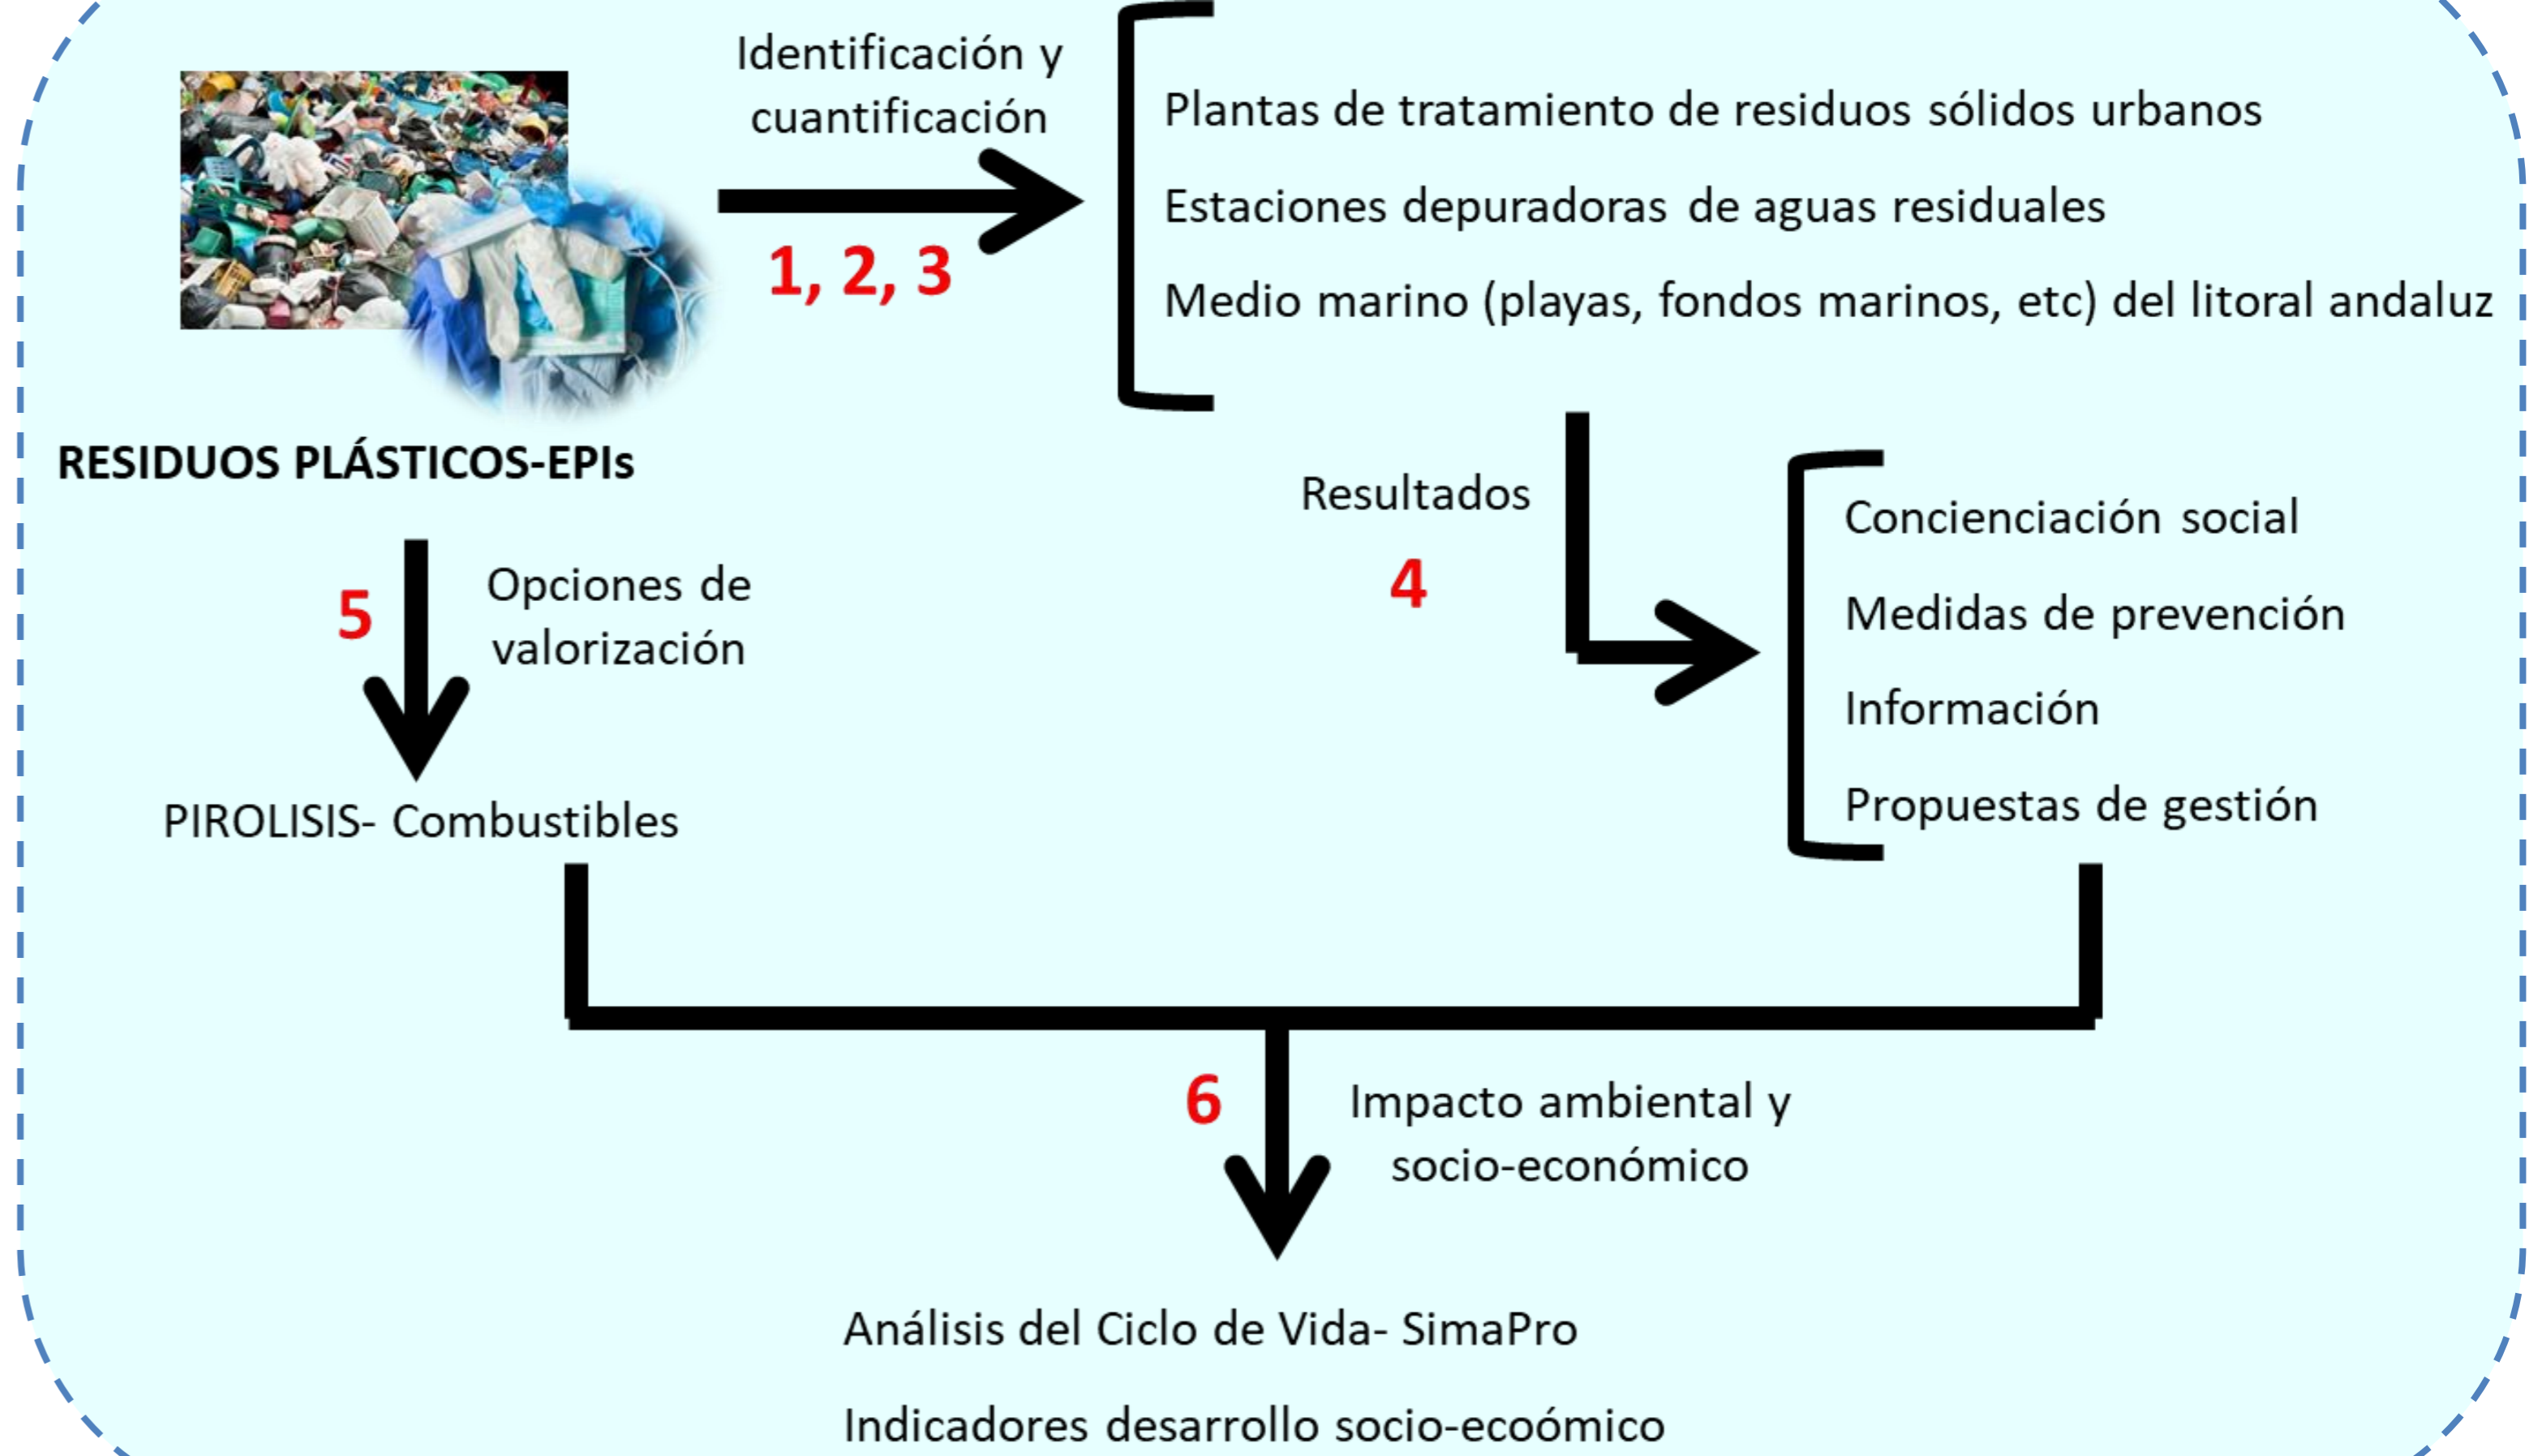 Identificación y
cuantificación
1, 2, 3
Plantas de tratamiento de residuos sólidos urbanos
Estaciones depuradoras de aguas residuales
Medio marino (playas, fondos marinos, etc) del litoral andaluz
RESIDUOS PLÁSTICOS-EPIs
Resultados
4
Concienciación social
Medidas de prevención
Información
Propuestas de gestión
5
Opciones de
valorización
PIROLISIS- Combustibles
6
Impacto ambiental y
socio-económico
Análisis del Ciclo de Vida- SimaPro
Indicadores desarrollo socio-ecoómico